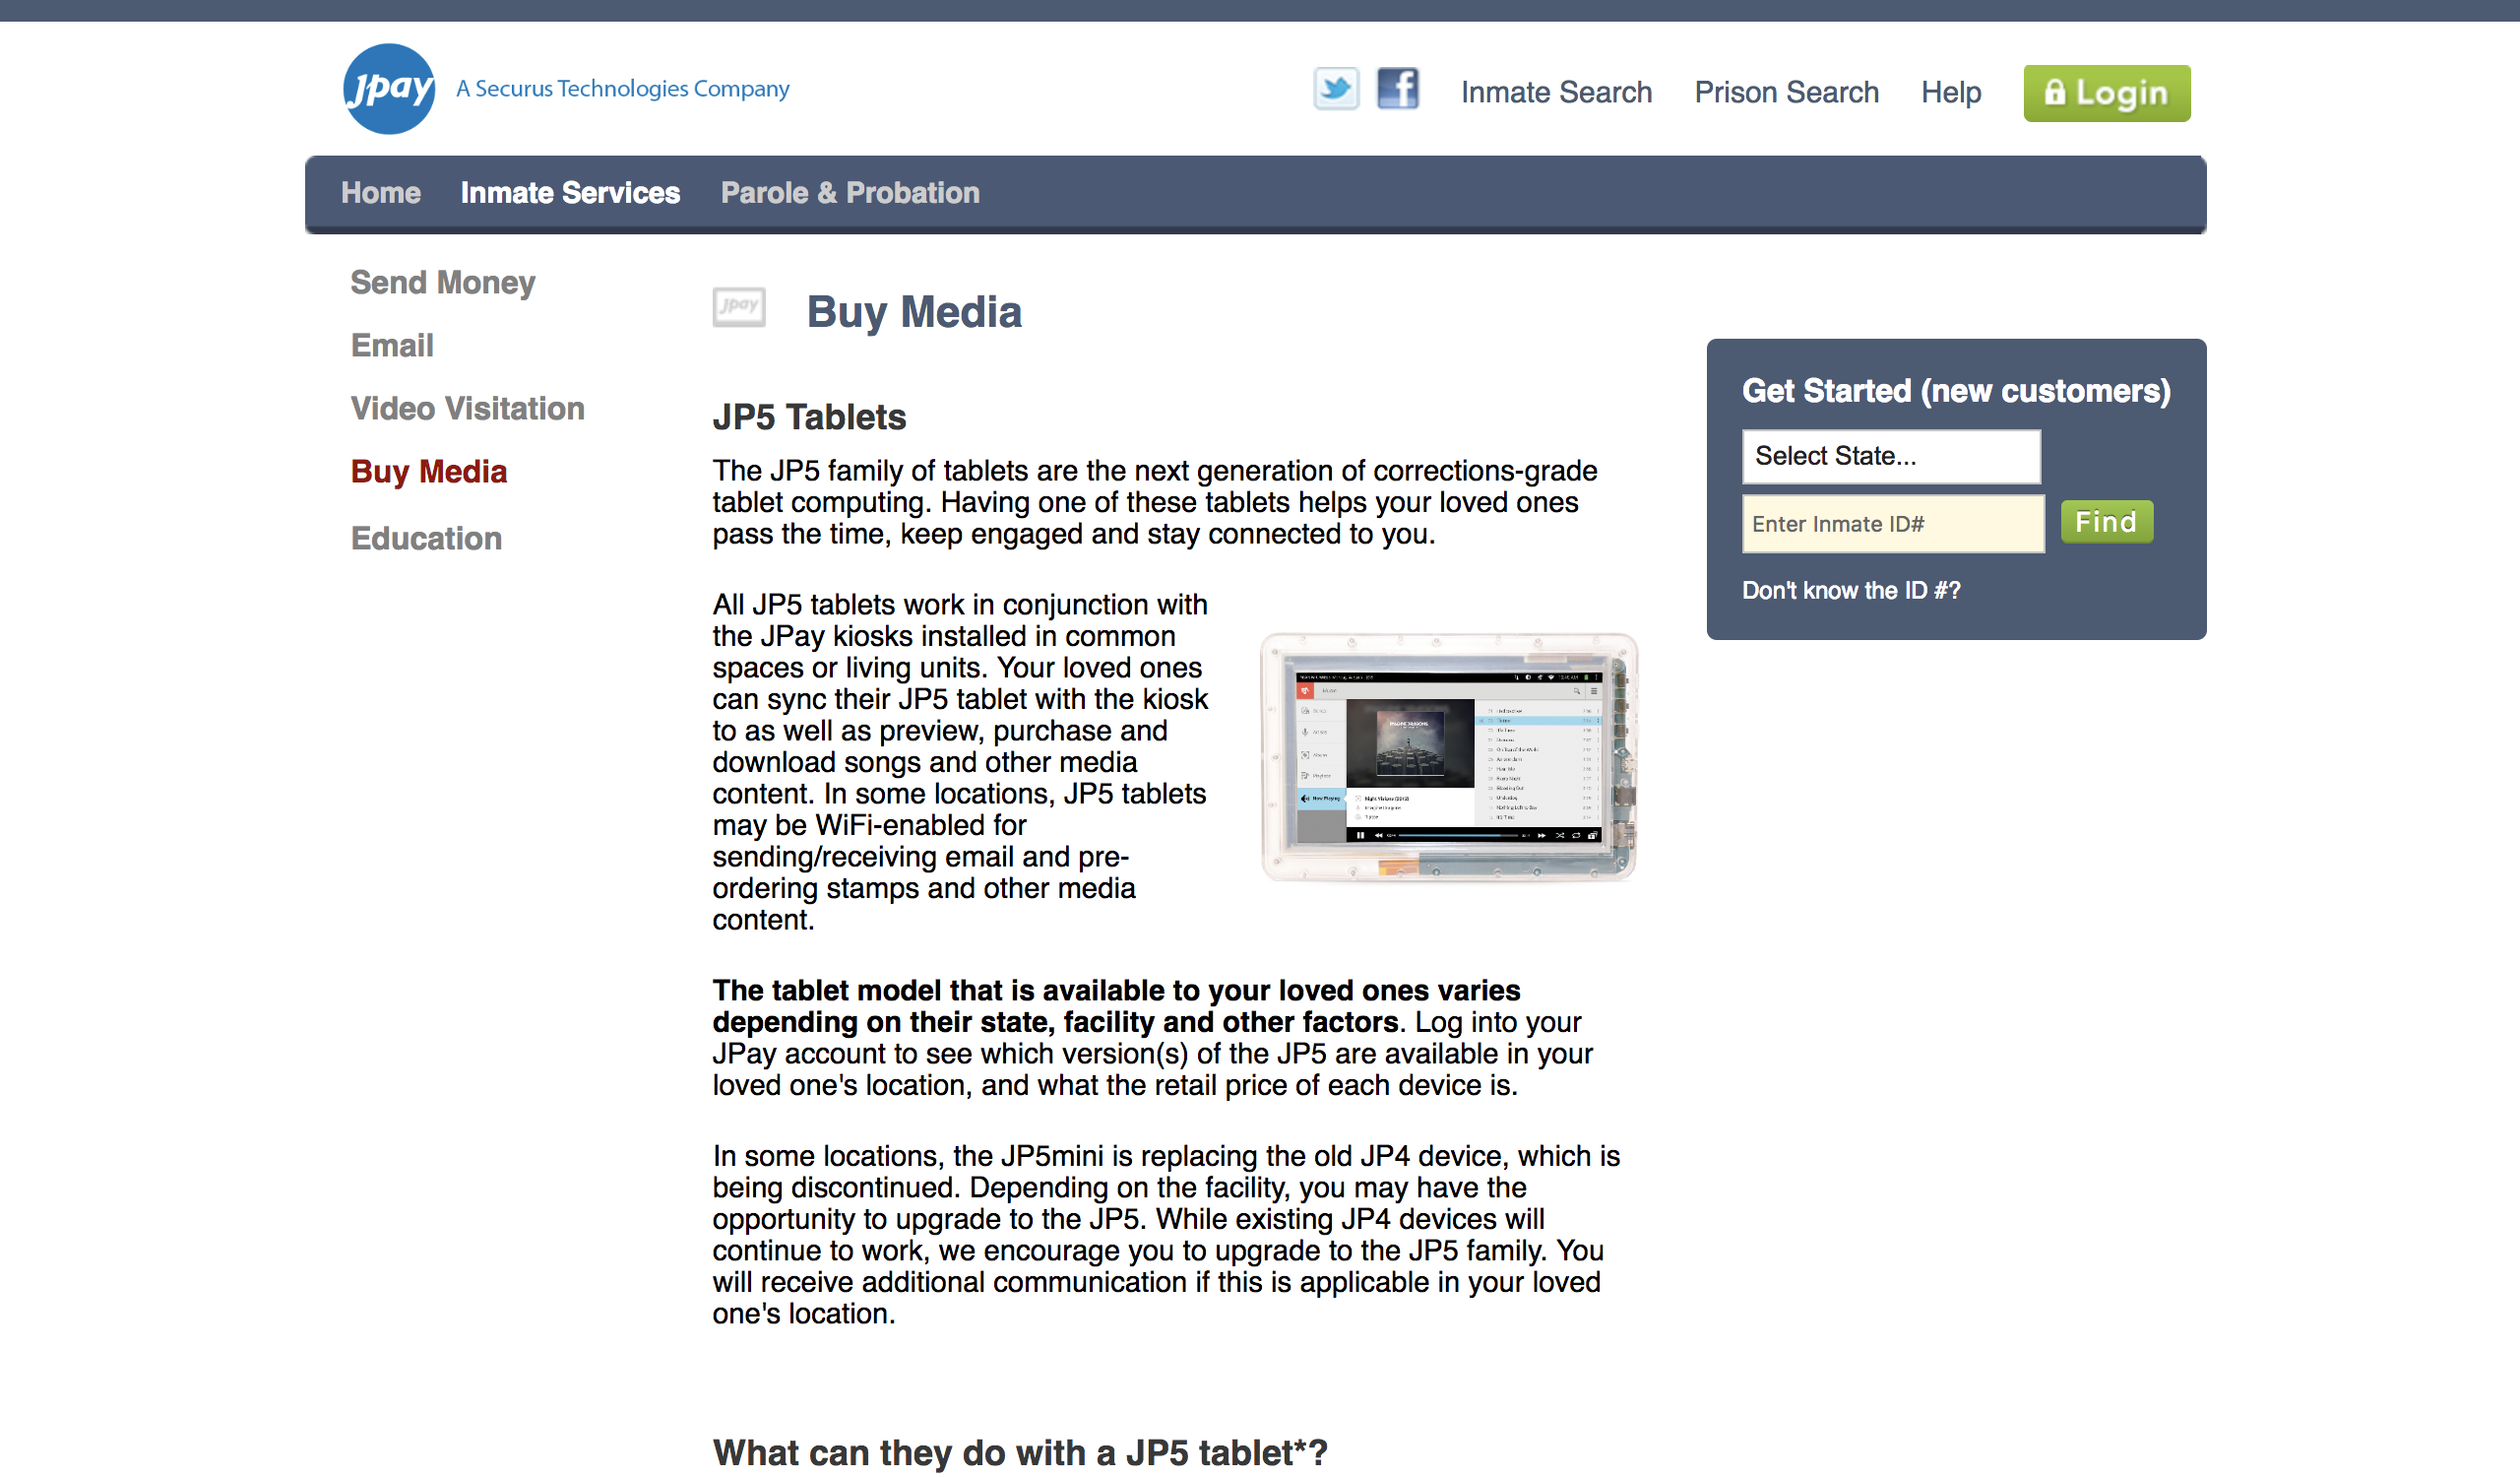 Jpay
A Securus Technologies Company
Inmate Search
Prison Search
Help
Login
Home
Inmate Services
Parole & Probation
Send Money
Email
Video Visitation
Buy Media
Education
Jpay
Buy Media
JP5 Tablets
The JP5 family of tablets are the next generation of corrections-grade
tablet computing. Having one of these tablets helps your loved ones
pass the time, keep engaged and stay connected to you.
All JP5 tablets work in conjunction with
the JPay kiosks installed in common
spaces or living units. Your loved ones
can sync their JP5 tablet with the kiosk
to as well as preview, purchase and
download songs and other media
content. In some locations, JP5 tablets
may be WiFi-enabled for
sending/receiving email and pre-
ordering stamps and other media
content.
Now Playing
Night Visions (2012)
The tablet model that is available to your loved ones varies
depending on their state, facility and other factors. Log into your
JPay account to see which version(s) of the JP5 are available in your
loved one's location, and what the retail price of each device is.
In some locations, the JP5mini is replacing the old JP4 device, which is
being discontinued. Depending on the facility, you may have the
opportunity to upgrade to the JP5. While existing JP4 devices will
continue to work, we encourage you to upgrade to the JP5 family. You
will receive additional communication if this is applicable in your loved
one's location.
What can they do with a JP5 tablet*?
Get Started (new customers)
Select State...
Enter Inmate ID#
Find
Don't know the ID #?